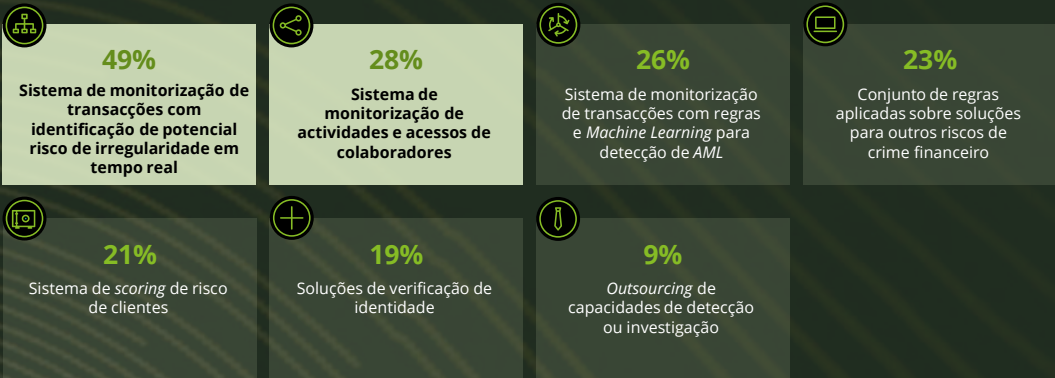 49%
Sistema de monitorização de
transacções com
identificação de potencial
risco de irregularidade em
tempo real
28%
Sistema de
monitorização de
actividades e acessos de
colaboradores
26%
Sistema de monitorização
de transacções com regras
e Machine Learning para
detecção de AML
23%
Conjunto de regras
aplicadas sobre soluções
para outros riscos de
crime financeiro
21%
Sistema de scoring de risco
de clientes
19%
Soluções de verificação de
identidade
9%
Outsourcing de
capacidades de detecção
ou investigação